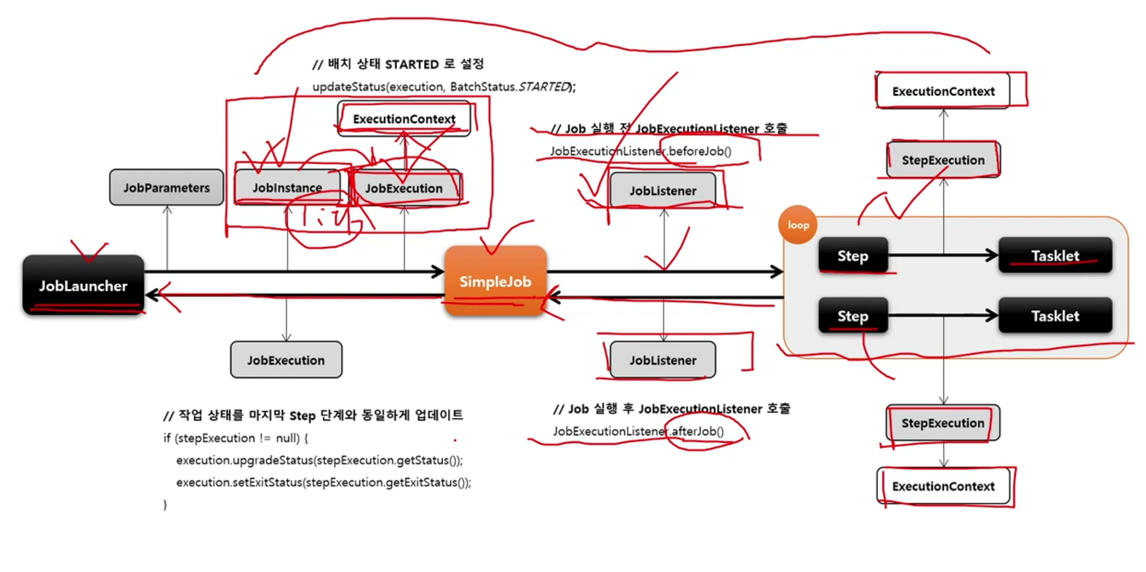 // 배치 상태 STARTED 로 설정
updateStatus(execution, BatchStatus.STARTED);
ExecutionContext
ExecutionContext
// Job 실행 전 JobExecutionListener 호출
JobExecutionListener.beforeJob()
StepExecution
JobParameters
JobInstance
JobExecution
JobListener
loop
Step
Tasklet
JobLauncher
SimpleJob
Step
Tasklet
JobExecution
JobListener
// 작업 상태를 마지막 Step 단계와 동일하게 업데이트
if (stepExecution != null) {
execution.upgradeStatus(stepExecution.getStatus());
execution.setExitStatus(stepExecution.getExitStatus());
}
// Job 실행 후 JobExecutionListener 호출
JobExecutionListener.afterJob()
StepExecution
ExecutionContext